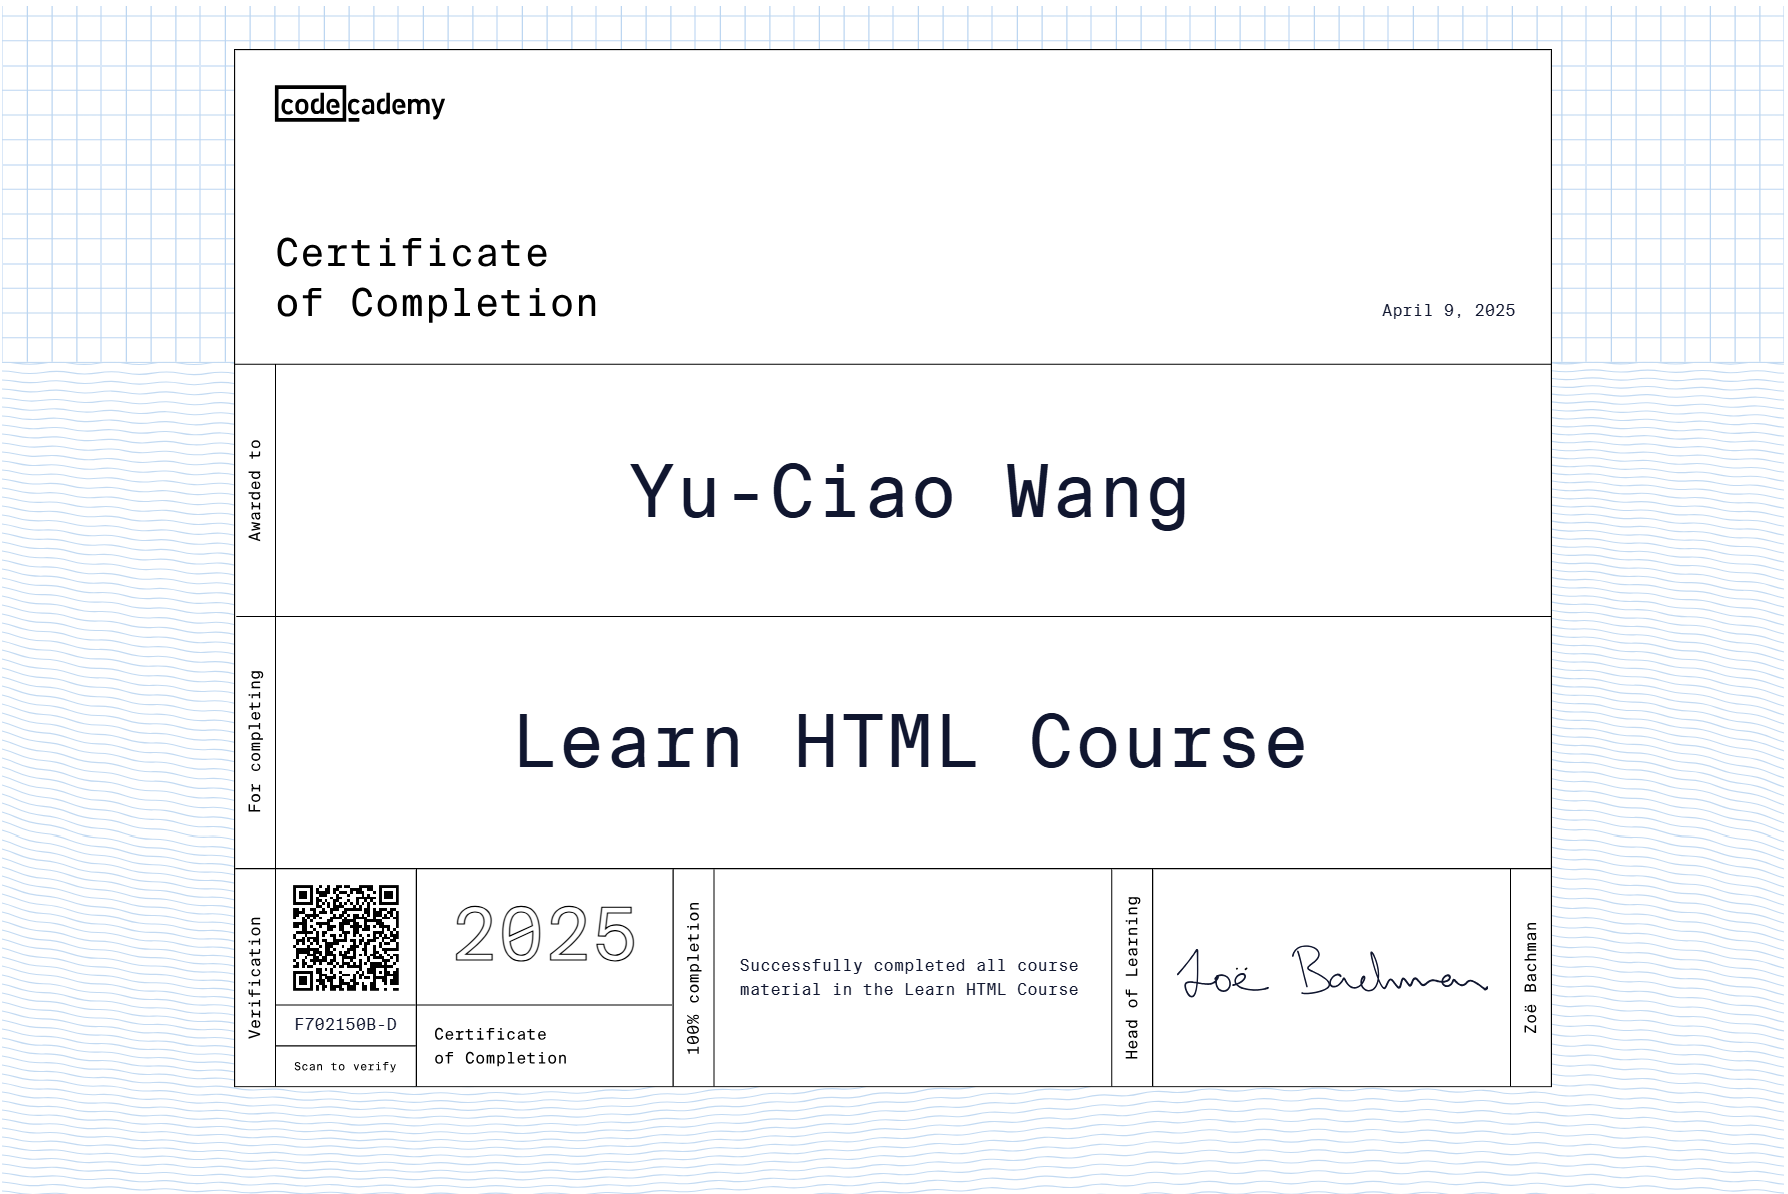 codecademy
Certificate
of Completion
April 9, 2025
Awarded to
Yu-Ciao Wang
For completing
Learn HTML Course
Verification
F702150B-D
Scan to verify
2025
Certificate
of Completion
100% completion
Successfully completed all course
material in the Learn HTML Course
Head of Learning
Zoë Bachman
Zoë Bachman